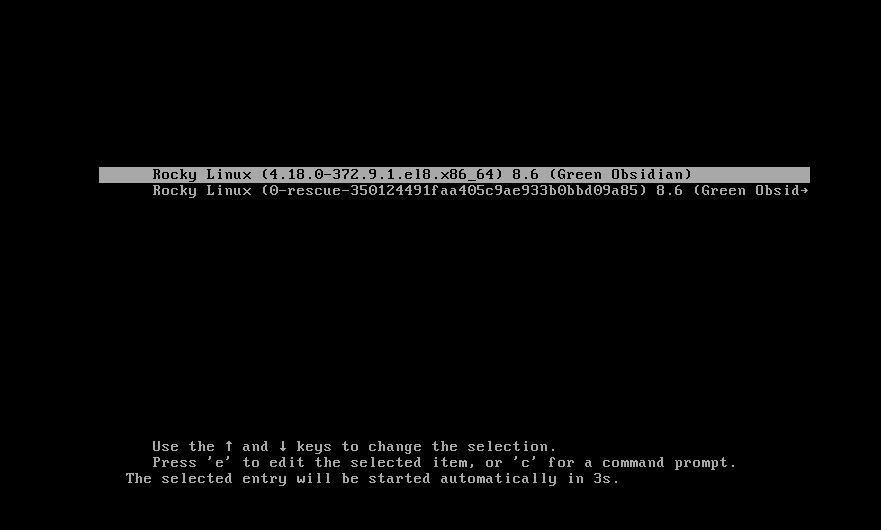 Rocky Linux (4.18.0-372.9.1.el8.x86_64) 8.6 (Green Obsidian)
Rocky Linux (0-rescue-350124491faa405c9ae933b0bbd09a85) 8.6 (Green Obsid→
Use the ↑ and ↓ keys to change the selection.
Press 'e' to edit the selected item, or 'c' for a command prompt.
The selected entry will be started automatically in 3s.